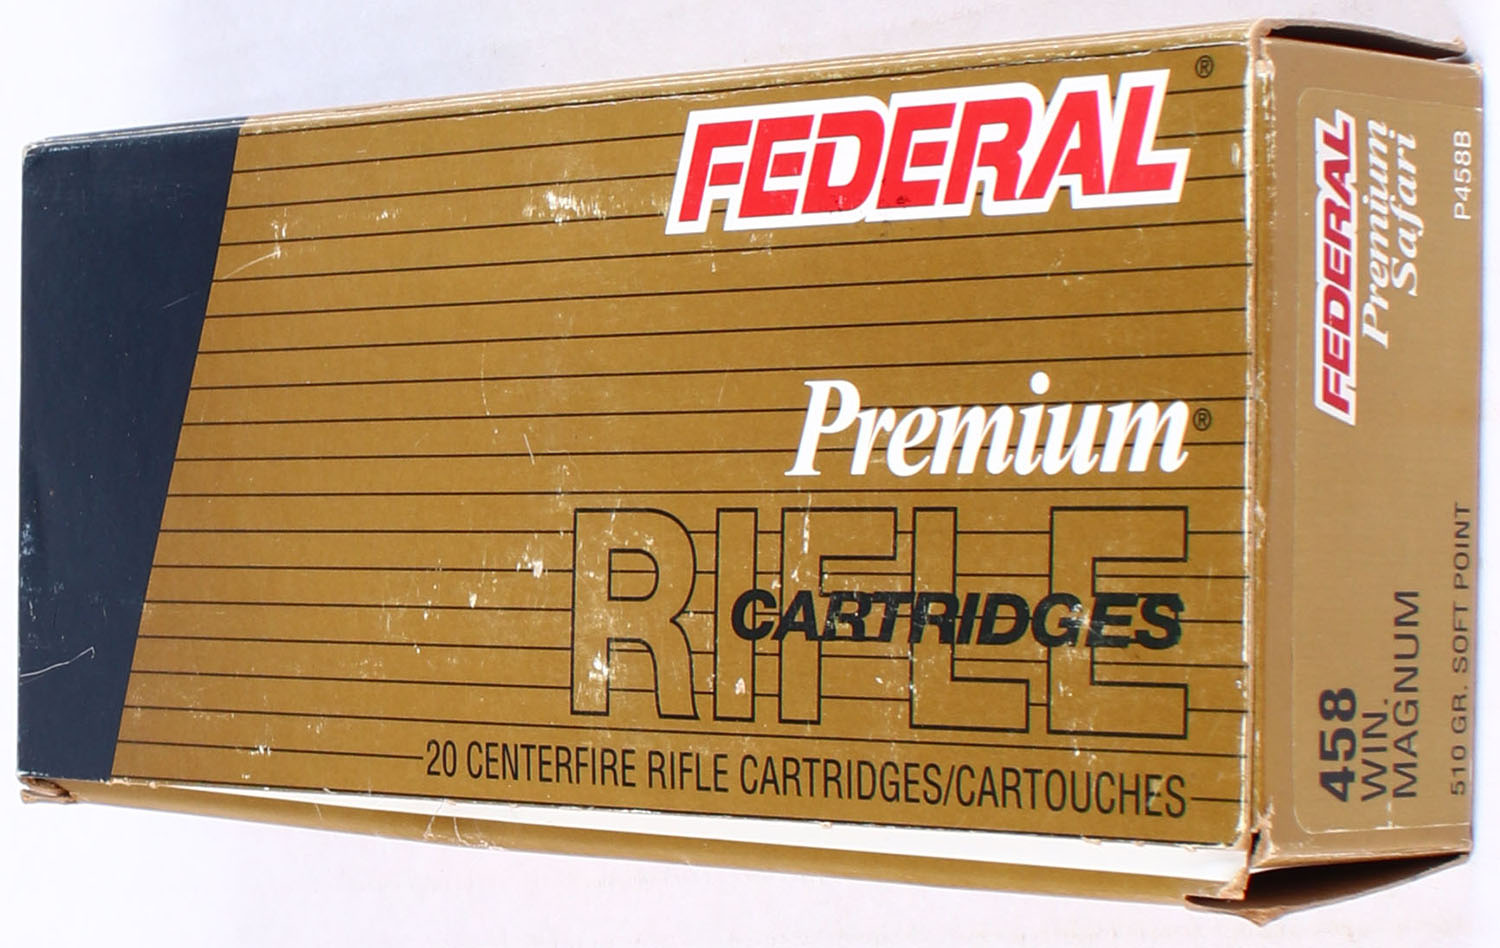 FEDERAL®
Premium®
RIFLE
CARTRIDGES
20 CENTERFIRE RIFLE CARTRIDGES/CARTOUCHES
FEDERAL
Premium
Safari
P458B
458
WIN.
MAGNUM
510 GR. SOFT POINT